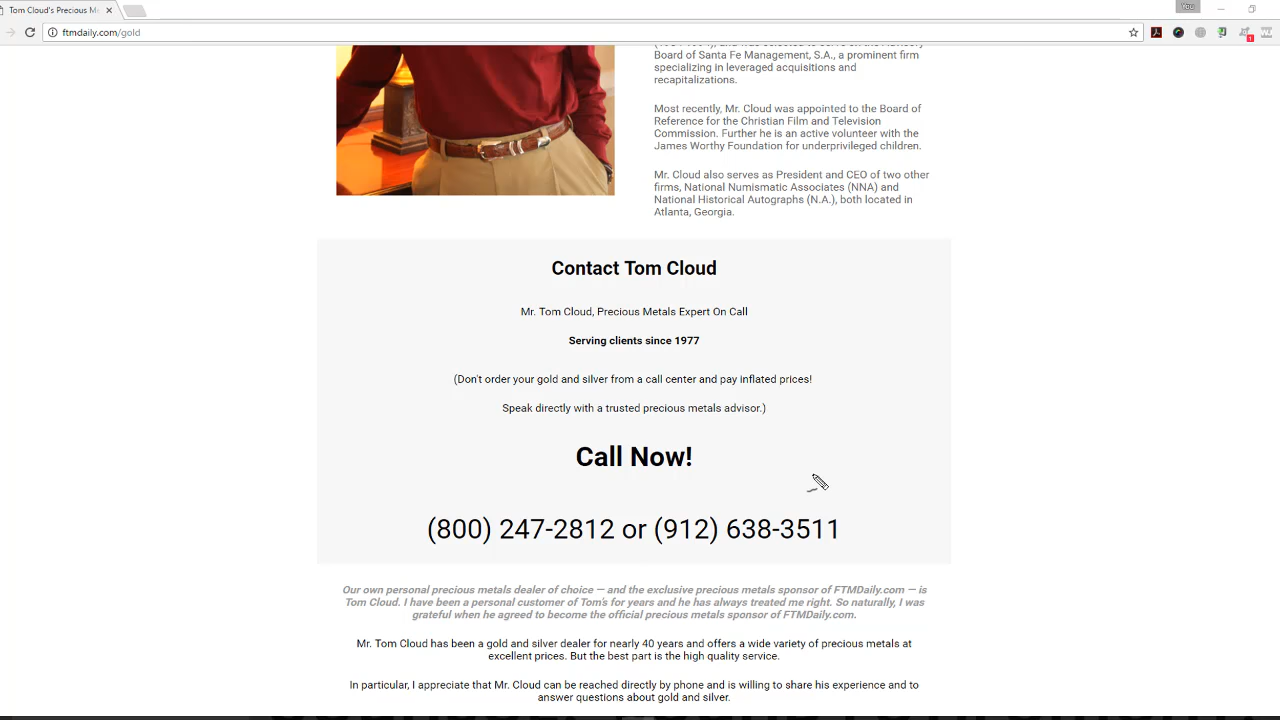 Tom Cloud's Precious M
You
ftmdaily.com/gold
Board of Santa Fe Management, S.A., a prominent firm
specializing in leveraged acquisitions and
recapitalizations.
Most recently, Mr. Cloud was appointed to the Board of
Reference for the Christian Film and Television
Commission. Further he is an active volunteer with the
James Worthy Foundation for underprivileged children.
Mr. Cloud also serves as President and CEO of two other
firms, National Numismatic Associates (NNA) and
National Historical Autographs (N.A.), both located in
Atlanta, Georgia.
Contact Tom Cloud
Mr. Tom Cloud, Precious Metals Expert On Call
Serving clients since 1977
(Don't order your gold and silver from a call center and pay inflated prices!
Speak directly with a trusted precious metals advisor.)
Call Now!
(800) 247-2812 or (912) 638-3511
Our own personal precious metals dealer of choice — and the exclusive precious metals sponsor of FTMDaily.com — is
Tom Cloud. I have been a personal customer of Tom's for years and he has always treated me right. So naturally, I was
grateful when he agreed to become the official precious metals sponsor of FTMDaily.com.
Mr. Tom Cloud has been a gold and silver dealer for nearly 40 years and offers a wide variety of precious metals at
excellent prices. But the best part is the high quality service.
In particular, I appreciate that Mr. Cloud can be reached directly by phone and is willing to share his experience and to
answer questions about gold and silver.